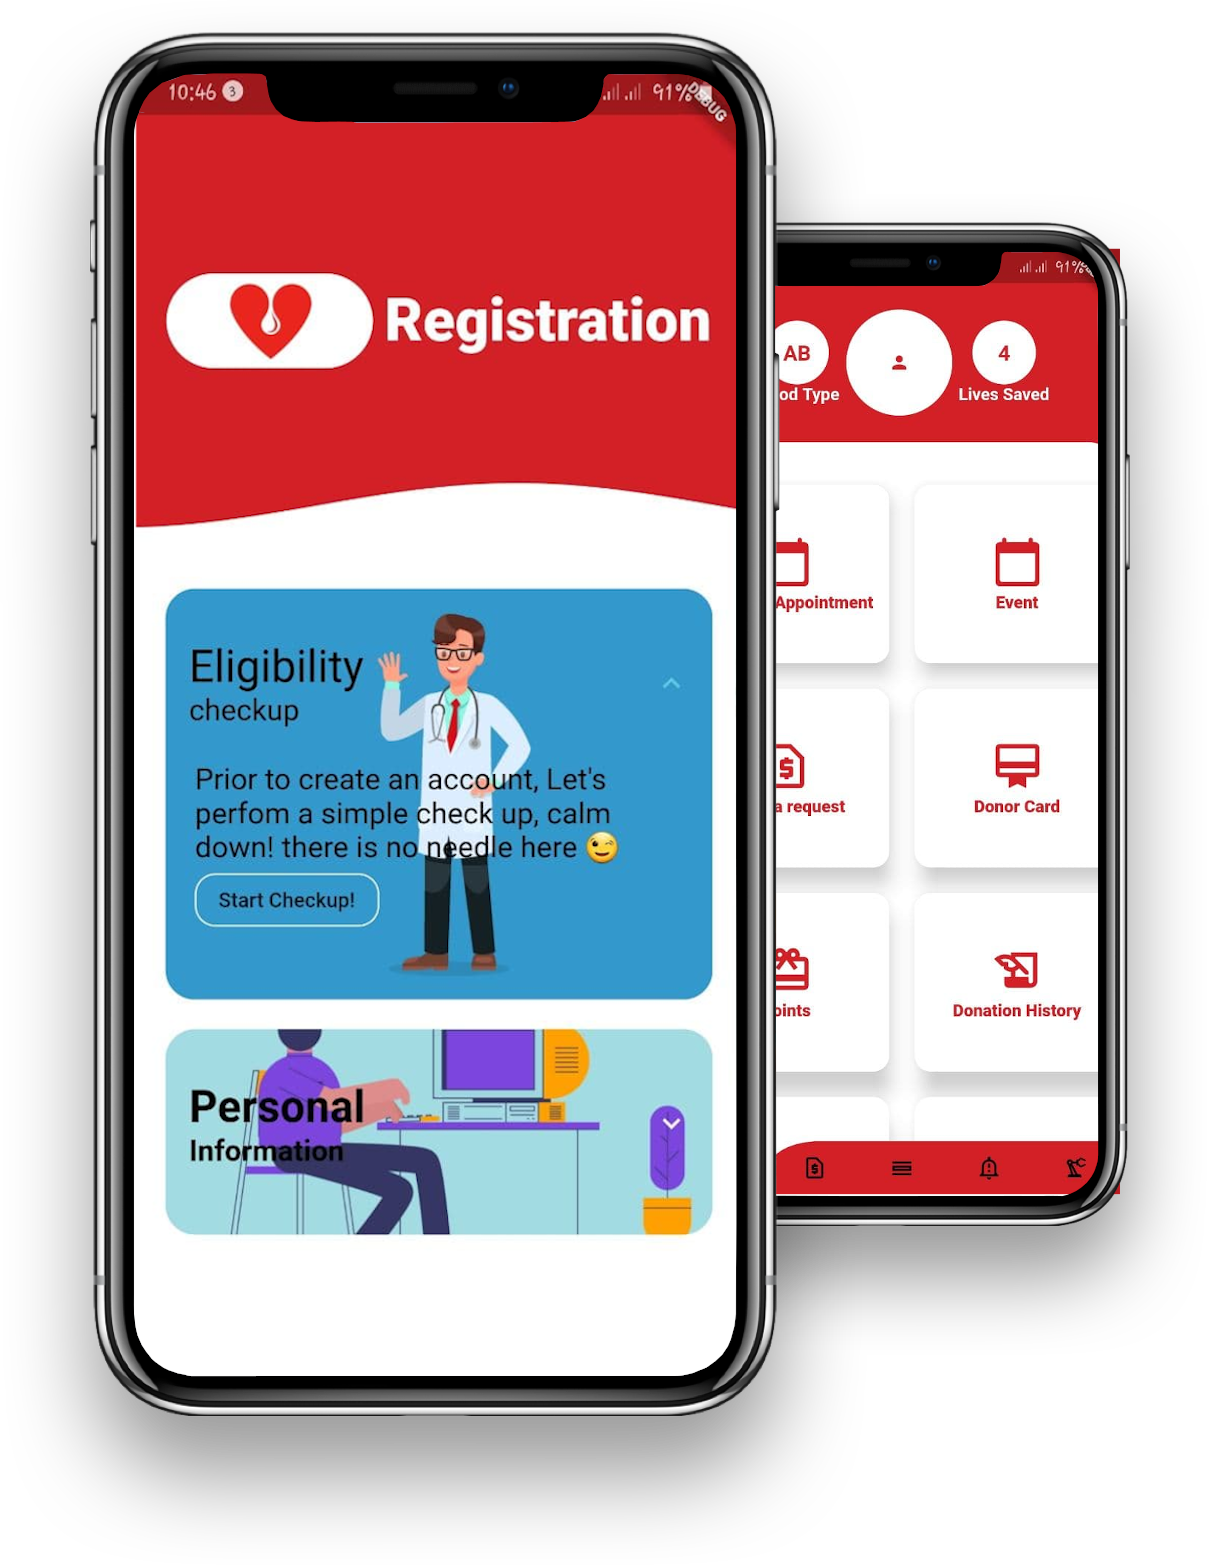 10:46 3 91%
DEBUG
Registration
Eligibility
checkup
Prior to create an account, Let's
perfom a simple check up, calm
down! there is no needle here 😉
Start Checkup!
Personal
Information
91%
AB 4
od Type Lives Saved
Appointment Event
a request Donor Card
oints Donation History